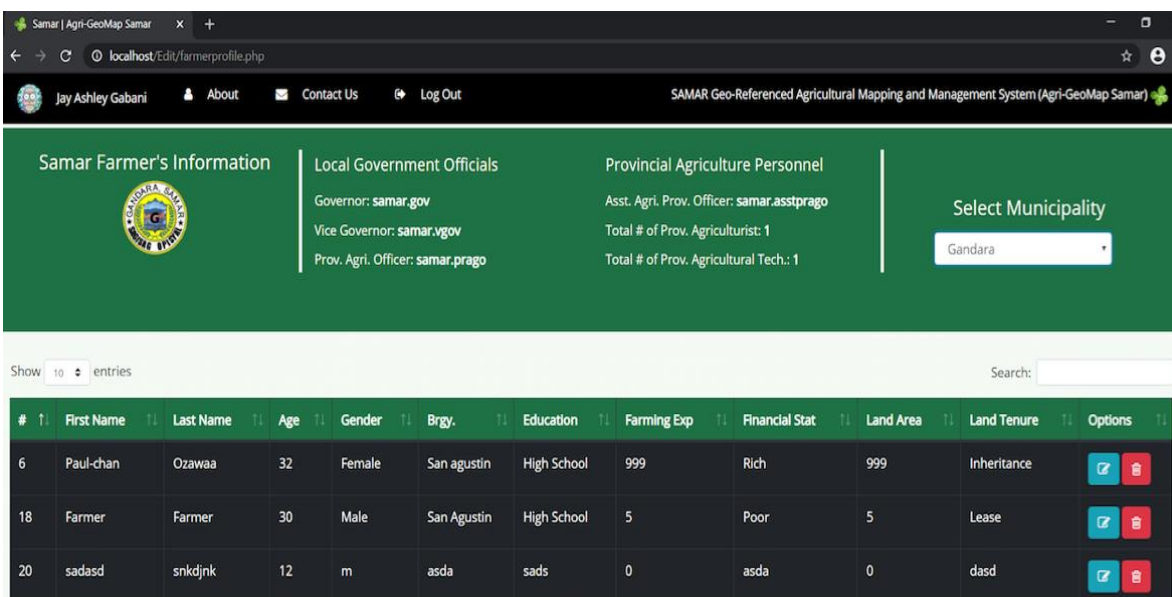 Samar | Agri-GeoMap Samar
localhost/Edit/farmerprofile.php
Jay Ashley Gabani About Contact Us Log Out SAMAR Geo-Referenced Agricultural Mapping and Management System (Agri-GeoMap Samar)
Samar Farmer's Information
GANDARA, SAMAR
G
Local Government Officials
Governor: samar.gov
Vice Governor: samar.vgov
Prov. Agri. Officer: samar.prago
Provincial Agriculture Personnel
Asst. Agri. Prov. Officer: samar.asstprago
Total # of Prov. Agriculturist: 1
Total # of Prov. Agricultural Tech.: 1
Select Municipality
Gandara
Show 10 entries Search:
# First Name Last Name Age Gender Brgy. Education Farming Exp Financial Stat Land Area Land Tenure Options
6 Paul-chan Ozawaa 32 Female San agustin High School 999 Rich 999 Inheritance
18 Farmer Farmer 30 Male San Agustin High School 5 Poor 5 Lease
20 sadasd snkdjnk 12 m asda sads 0 asda 0 dasd